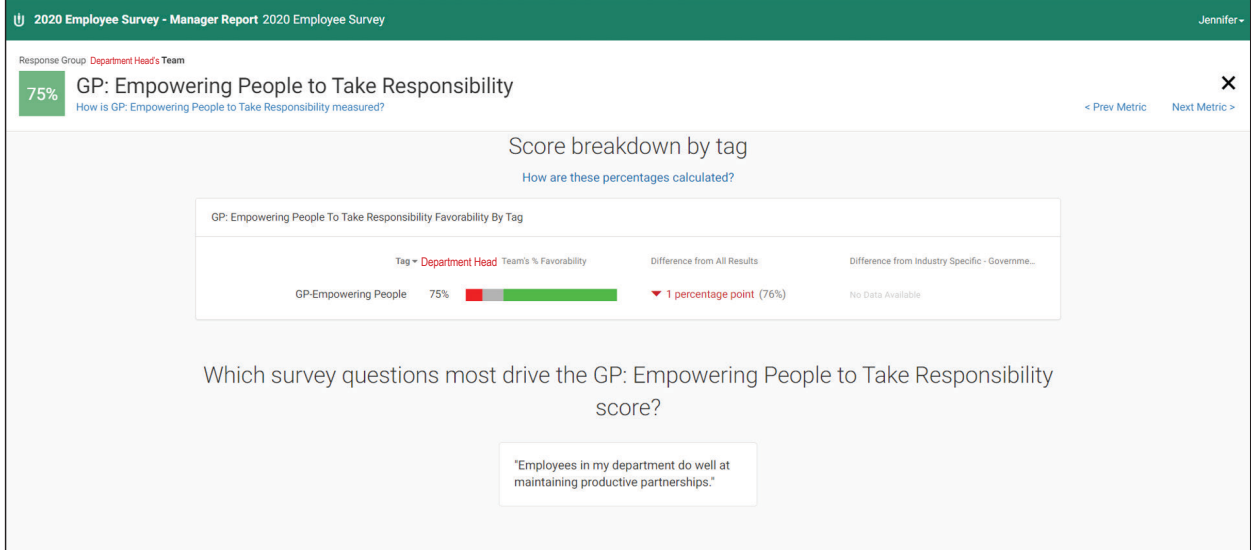 2020 Employee Survey - Manager Report 2020 Employee Survey
Jennifer
Response Group Department Head's Team
75%
GP: Empowering People to Take Responsibility
How is GP: Empowering People to Take Responsibility measured?
< Prev Metric Next Metric >
Score breakdown by tag
How are these percentages calculated?
GP: Empowering People To Take Responsibility Favorability By Tag
Tag Department Head Team's % Favorability Difference from All Results Difference from Industry Specific - Governme...
GP-Empowering People 75% 1 percentage point (76%) No Data Available
Which survey questions most drive the GP: Empowering People to Take Responsibility
score?
"Employees in my department do well at
maintaining productive partnerships."